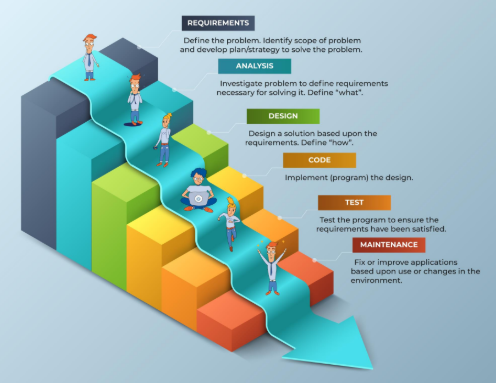 REQUIREMENTS
Define the problem. Identify scope of problem
and develop plan/strategy to solve the problem.
ANALYSIS
Investigate problem to define requirements
necessary for solving it. Define "what".
DESIGN
Design a solution based upon the
requirements. Define "how".
CODE
Implement (program) the design.
TEST
Test the program to ensure the
requirements have been satisfied.
MAINTENANCE
Fix or improve applications
based upon use or changes in the
environment.